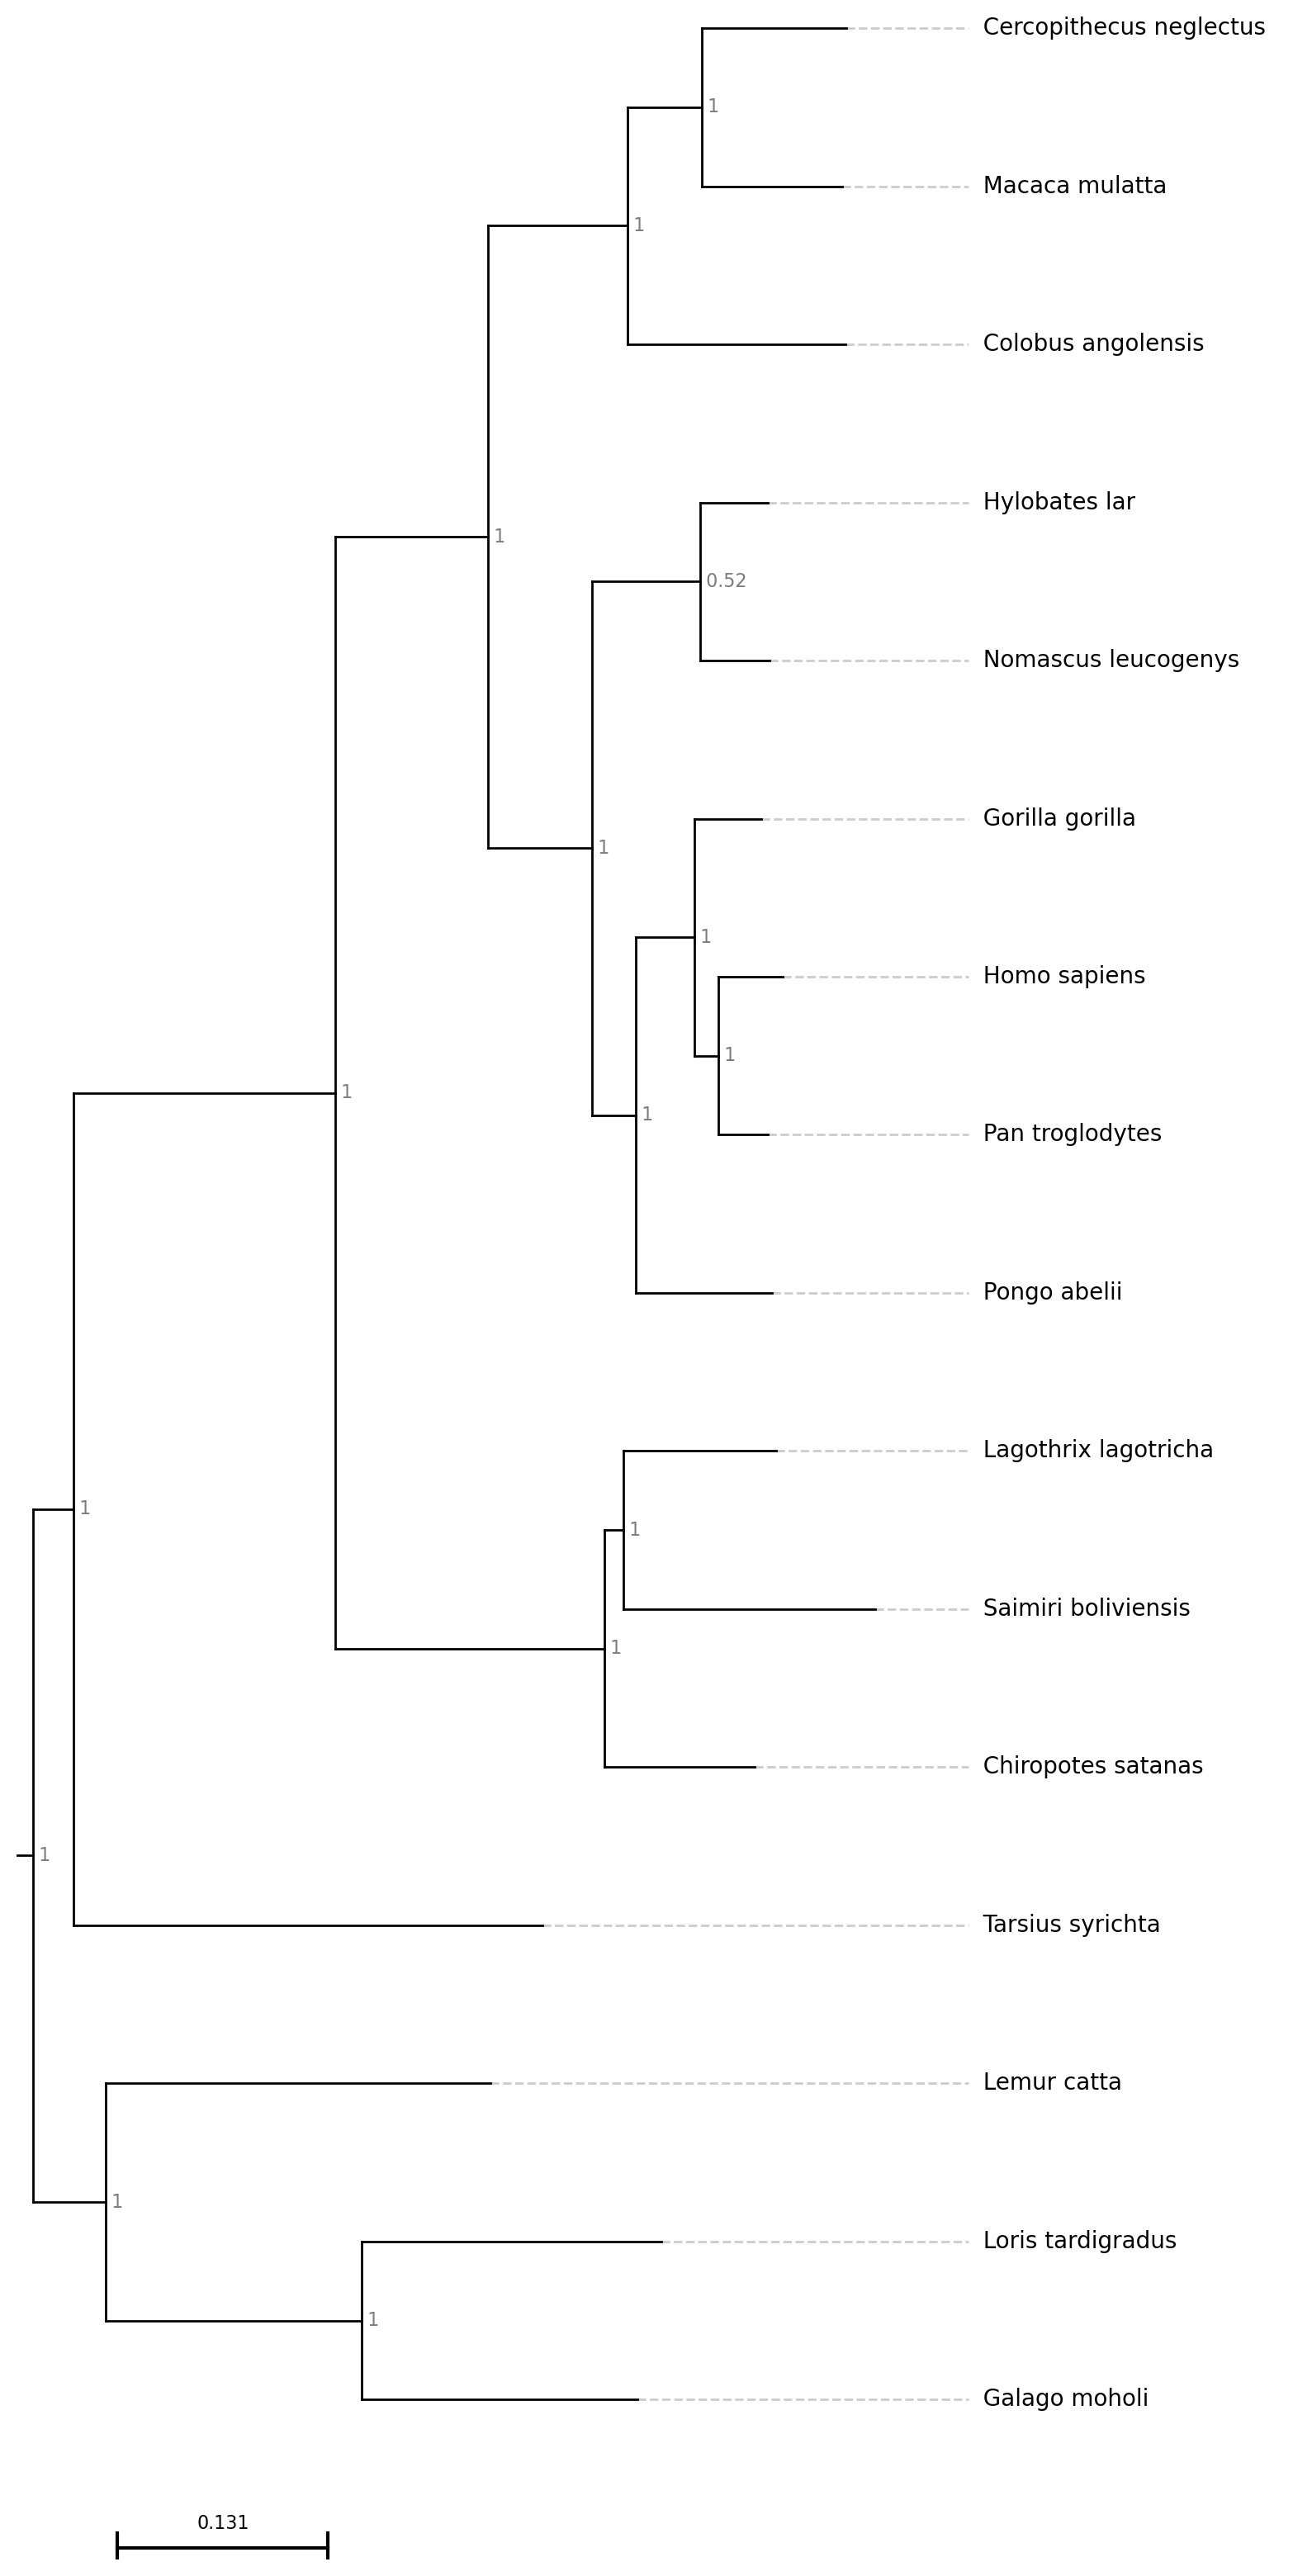 Cercopithecus neglectus
1
Macaca mulatta
1
Colobus angolensis
Hylobates lar
1
0.52
Nomascus leucogenys
Gorilla gorilla
1
1
Homo sapiens
1
1
1
Pan troglodytes
Pongo abelii
Lagothrix lagotricha
1
1
Saimiri boliviensis
1
Chiropotes satanas
1
Tarsius syrichta
Lemur catta
1
Loris tardigradus
1
Galago moholi
0.131